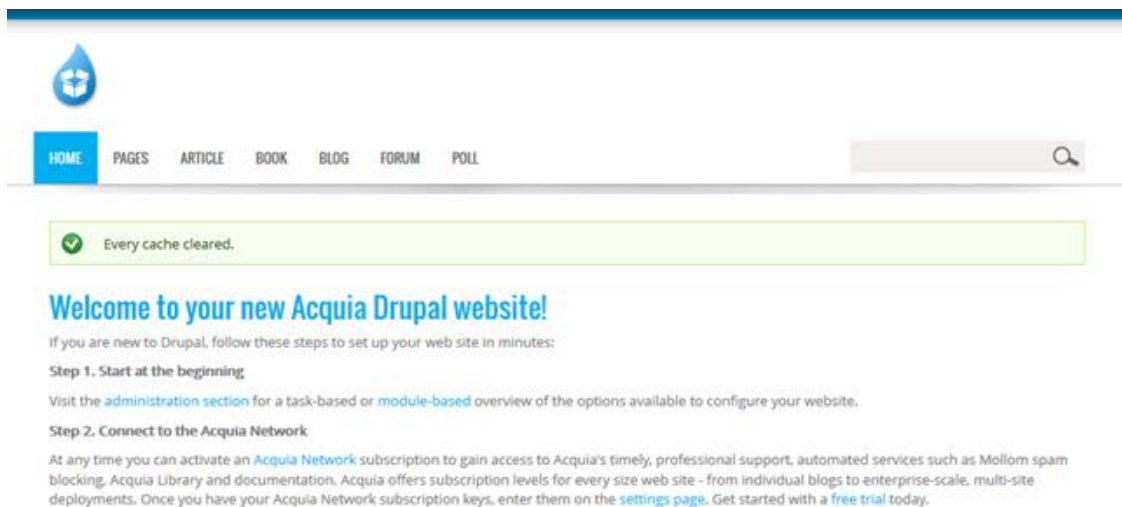 HOME PAGES ARTICLE BOOK BLOG FORUM POLL
Every cache cleared.
Welcome to your new Acquia Drupal website!
If you are new to Drupal, follow these steps to set up your web site in minutes:
Step 1. Start at the beginning
Visit the administration section for a task-based or module-based overview of the options available to configure your website.
Step 2. Connect to the Acquia Network
At any time you can activate an Acquia Network subscription to gain access to Acquia's timely, professional support, automated services such as Mollom spam
blocking, Acquia Library and documentation. Acquia offers subscription levels for every size web site - from individual blogs to enterprise-scale, multi-site
deployments. Once you have your Acquia Network subscription keys, enter them on the settings page. Get started with a free trial today.